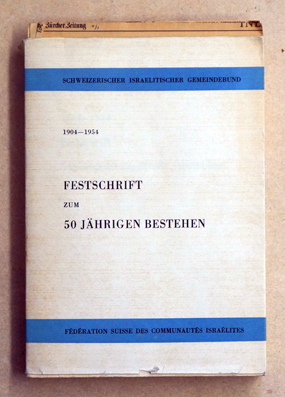 Zürcher Zeitung
SCHWEIZERISCHER ISRAELITISCHER GEMEINDEBUND
1904—1954
FESTSCHRIFT
ZUM
50 JÄHRIGEN BESTEHEN
FÉDÉRATION SUISSE DES COMMUNAUTÉS ISRAÉLITES